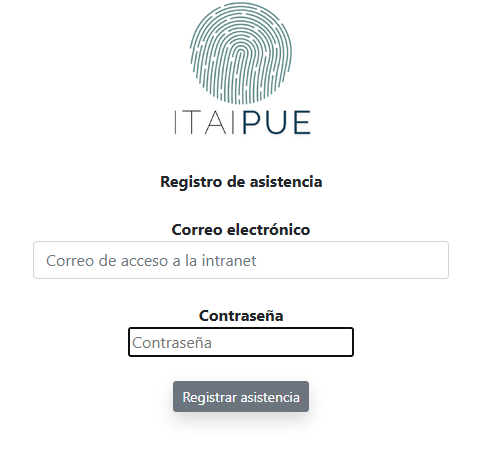 ITAIPUE
Registro de asistencia
Correo electrónico
Correo de acceso a la intranet
Contraseña
Contraseña
Registrar asistencia